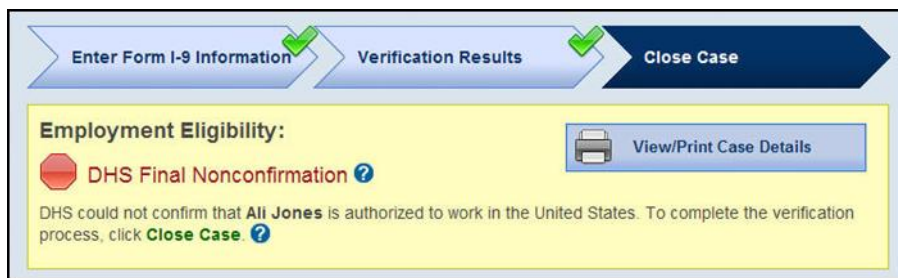 Enter Form I-9 Information
Verification Results
Close Case
Employment Eligibility:
View/Print Case Details
DHS Final Nonconfirmation ?
DHS could not confirm that Ali Jones is authorized to work in the United States. To complete the verification
process, click Close Case. ?